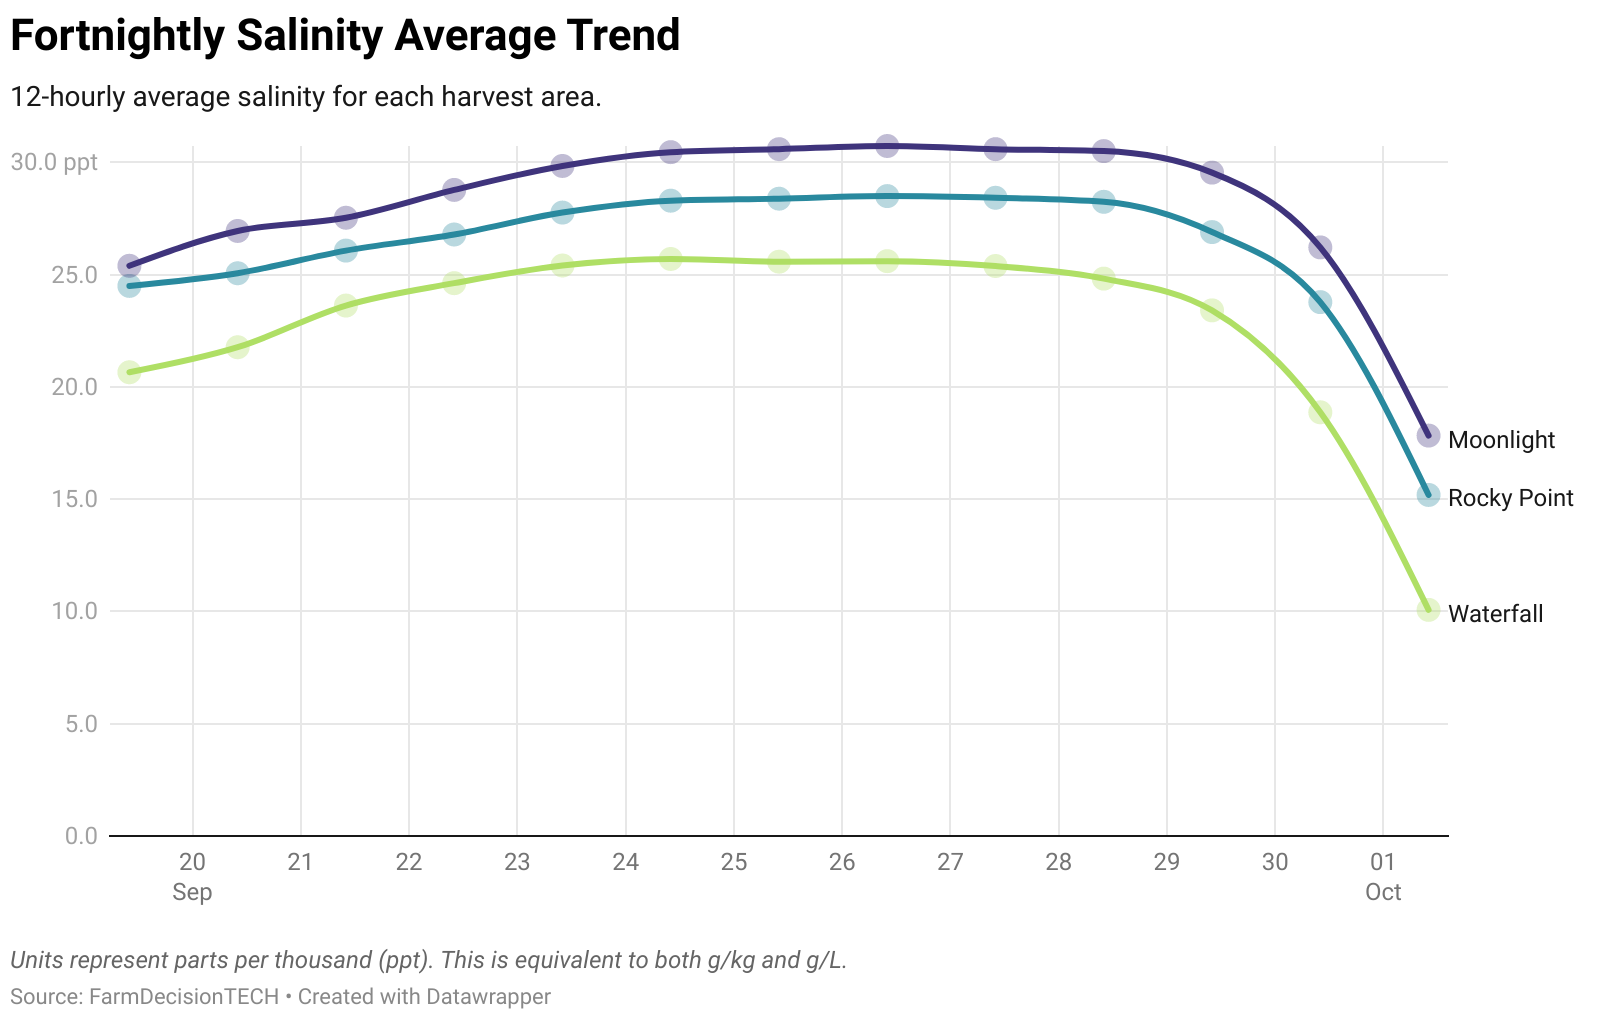 Fortnightly Salinity Average Trend
12-hourly average salinity for each harvest area.
30.0 ppt
25.0
20.0
15.0
10.0
5.0
0.0
Moonlight
Rocky Point
Waterfall
20 21 22 23 24 25 26 27 28 29 30 01
Sep Oct
Units represent parts per thousand (ppt). This is equivalent to both g/kg and g/L.
Source: FarmDecisionTECH • Created with Datawrapper